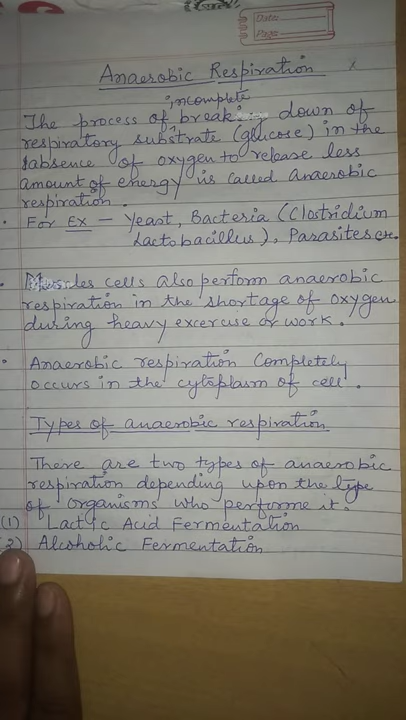 Date:
Page
Anaerobic Respiration
incomplete
The process of break down of
respiratory substrate (glucose) in the
absence of oxygen to release less
amount of energy is called anaerobic
respiration.
• For Ex - Yeast, Bacteria (Clostridium
Lactobacillus), Parasites etc.
• Muscles cells also perform anaerobic
respiration in the shortage of oxygen
during heavy excercise or work.
• Anaerobic respiration Completely
occurs in the cytoplasm of cell.
Types of anaerobic respiration
There are two types of anaerobic
respiration depending upon the type
of organisms who performe it.
(1) Lactic Acid Fermentation
(2) Alcoholic Fermentation